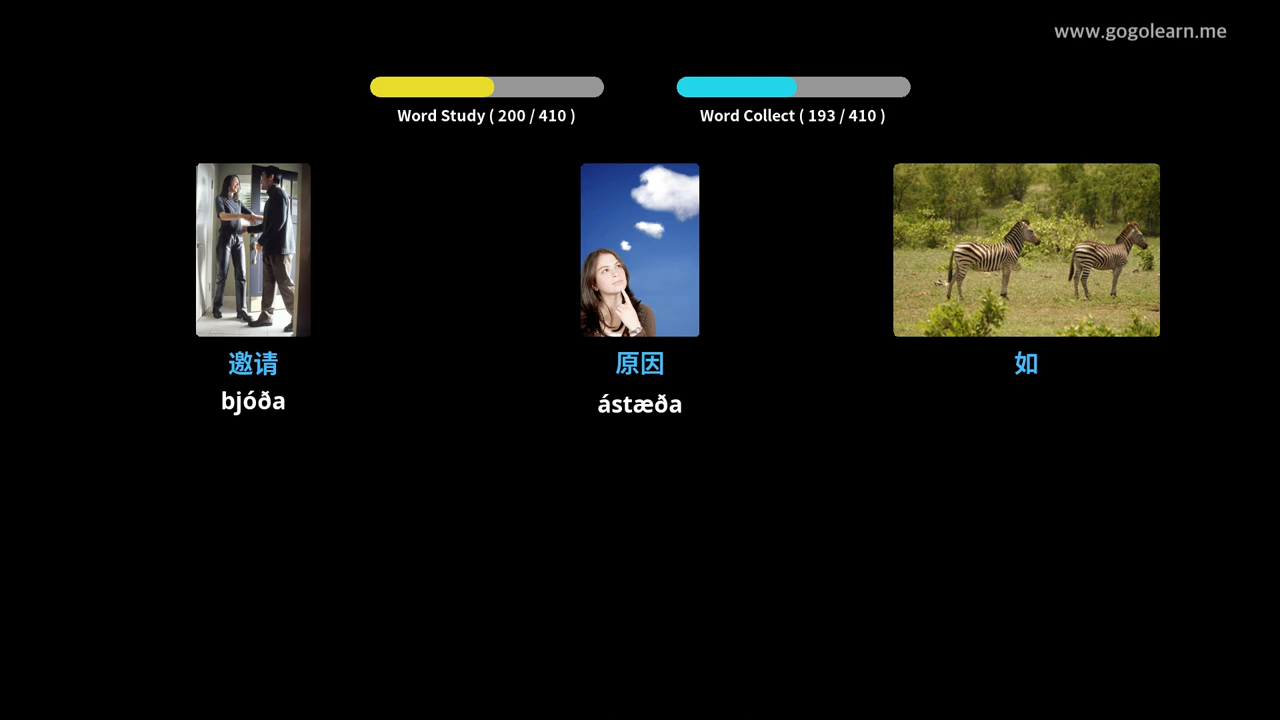 www.gogolearn.me
Word Study ( 200 / 410 )
Word Collect ( 193 / 410 )
邀请
bjóða
原因
ástæða
如